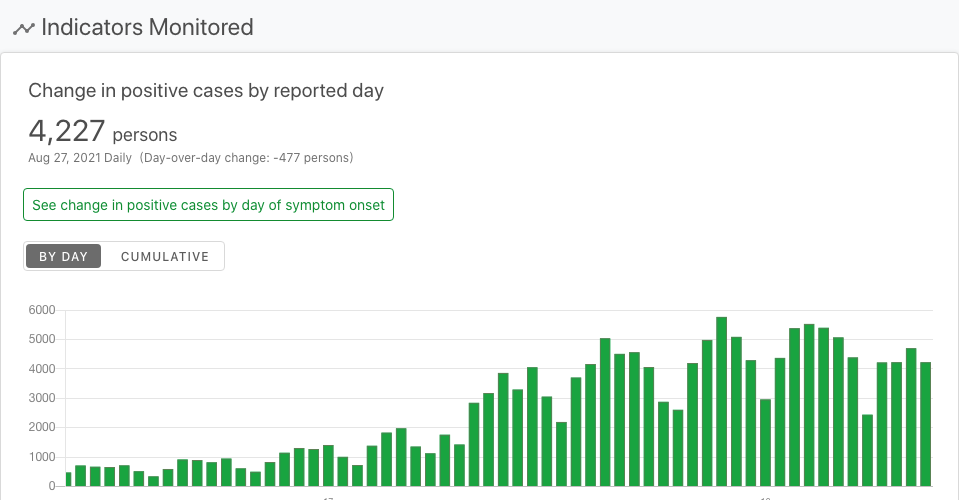 Indicators Monitored
Change in positive cases by reported day
4,227 persons
Aug 27, 2021 Daily (Day-over-day change: -477 persons)
See change in positive cases by day of symptom onset
BY DAY CUMULATIVE
6000
5000
4000
3000
2000
1000
0